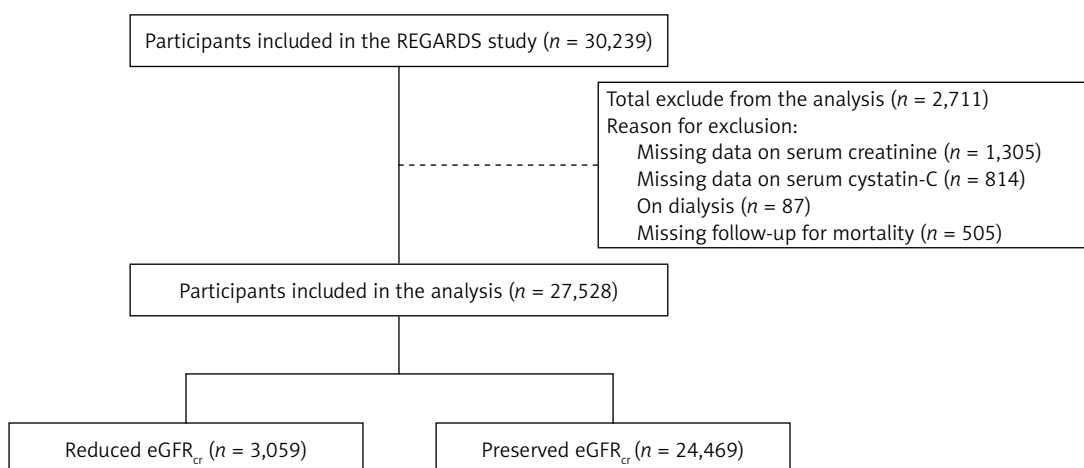 Participants included in the REGARDS study (n = 30,239)
Total exclude from the analysis (n = 2,711)
Reason for exclusion:
Missing data on serum creatinine (n = 1,305)
Missing data on serum cystatin-C (n = 814)
On dialysis (n = 87)
Missing follow-up for mortality (n = 505)
Participants included in the analysis (n = 27,528)
Reduced eGFRcr (n = 3,059)
Preserved eGFRcr (n = 24,469)